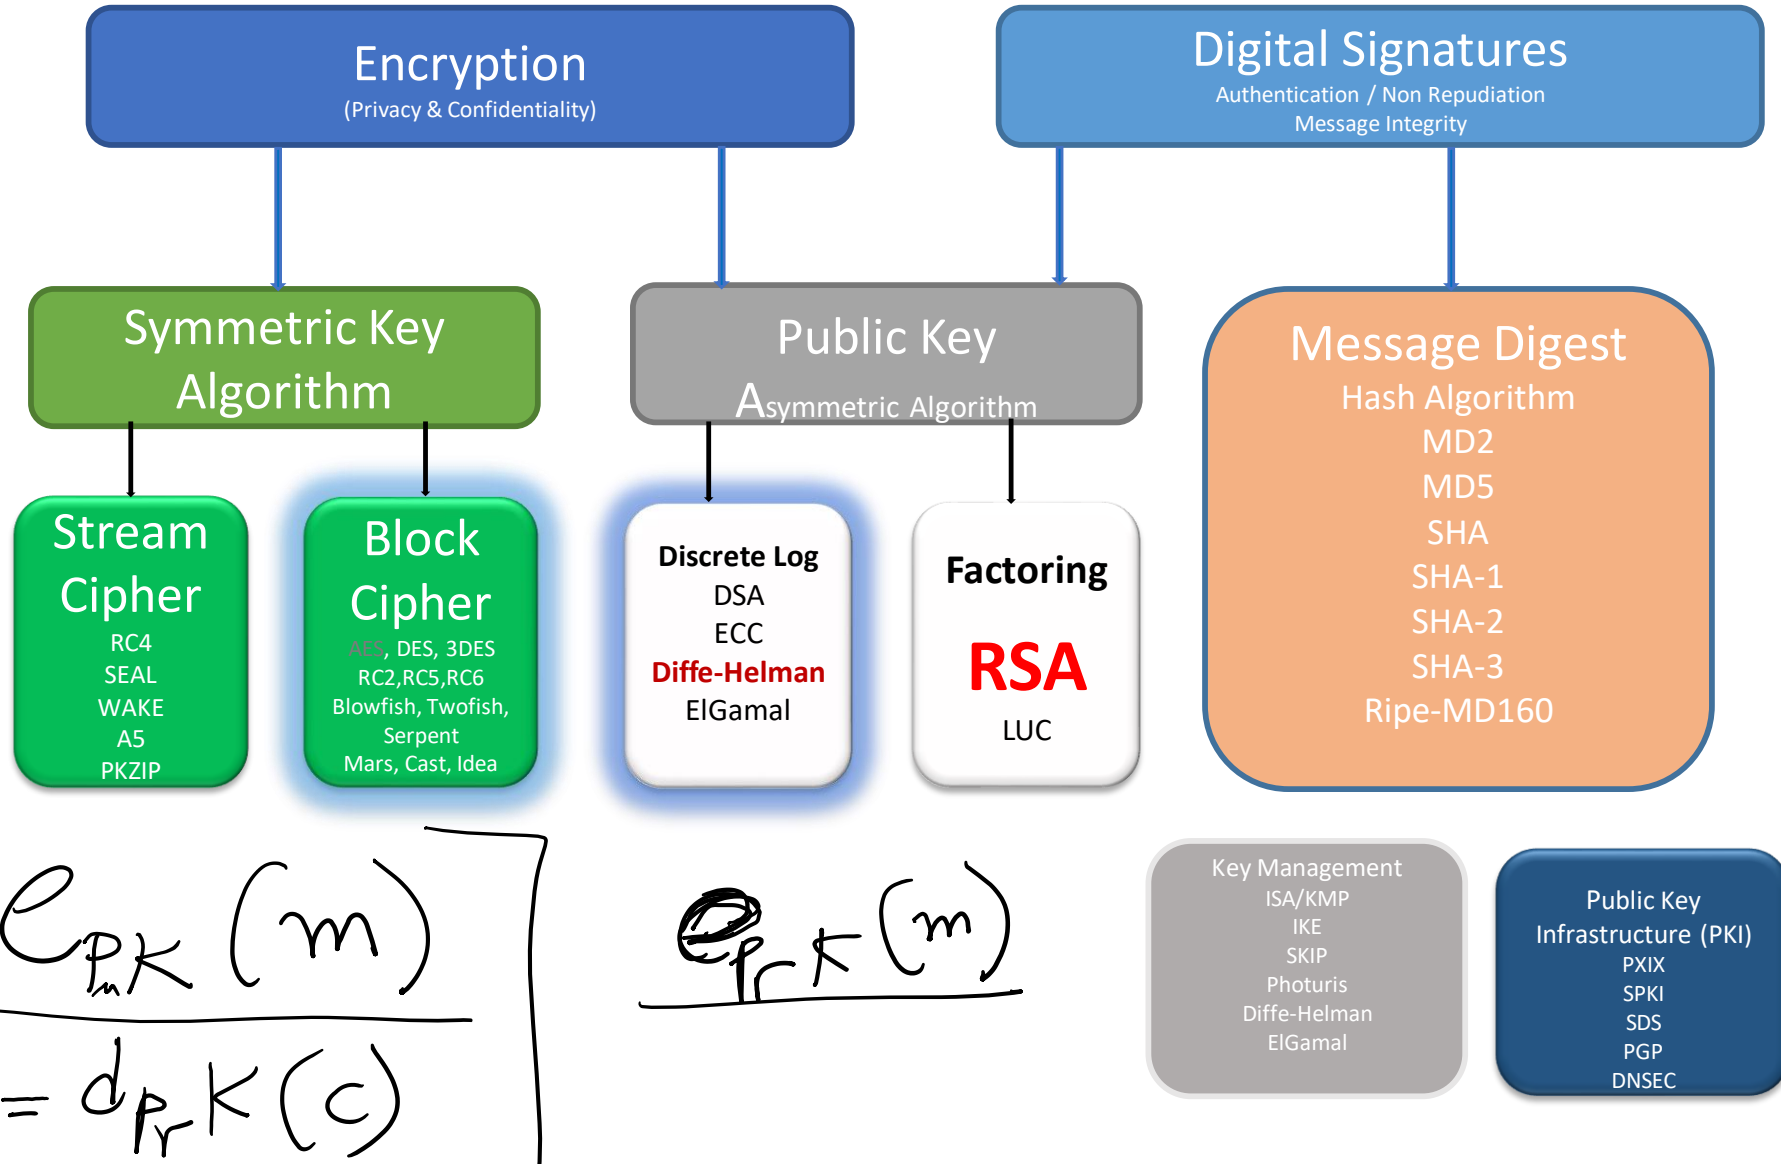 Encryption
(Privacy & Confidentiality)
Digital Signatures
Authentication / Non Repudiation
Message Integrity
Symmetric Key
Algorithm
Public Key
Asymmetric Algorithm
Message Digest
Hash Algorithm
MD2
MD5
SHA
SHA-1
SHA-2
SHA-3
Ripe-MD160
Stream
Cipher
RC4
SEAL
WAKE
A5
PKZIP
Block
Cipher
AES, DES, 3DES
RC2,RC5,RC6
Blowfish, Twofish,
Serpent
Mars, Cast, Idea
Discrete Log
DSA
ECC
Diffe-Helman
ElGamal
Factoring
RSA
LUC
e PuK (m)
= d PrK (c)
e PrK (m)
Key Management
ISA/KMP
IKE
SKIP
Photuris
Diffe-Helman
ElGamal
Public Key
Infrastructure (PKI)
PXIX
SPKI
SDS
PGP
DNSEC